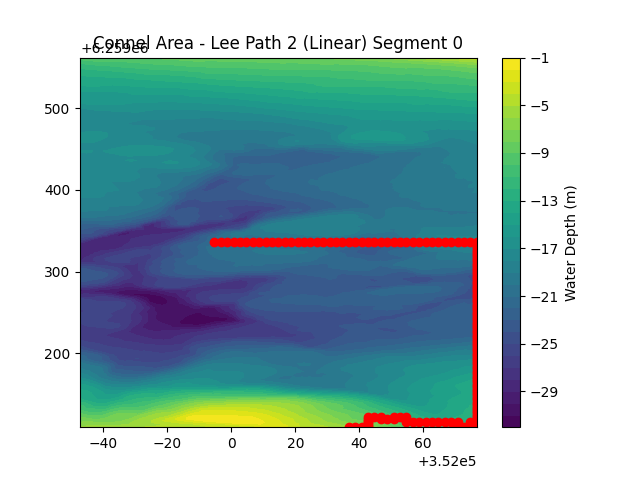 Connel Area - Lee Path 2 (Linear) Segment 0
+6.259e6
500
400
300
200
−40 −20 0 20 40 60
+3.52e5
−1
−5
−9
−13
−17
−21
−25
−29
Water Depth (m)